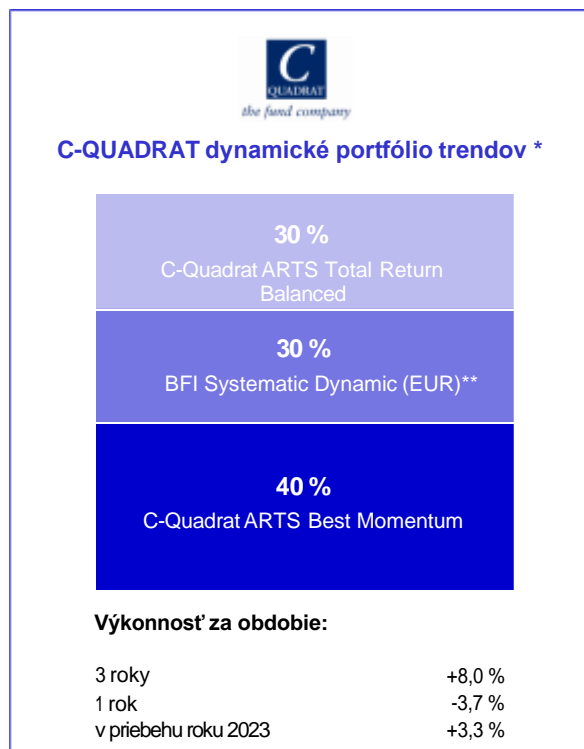 C
QUADRAT
the fund company
C-QUADRAT dynamické portfólio trendov *
30 %
C-Quadrat ARTS Total Return
Balanced
30 %
BFI Systematic Dynamic (EUR)**
40 %
C-Quadrat ARTS Best Momentum
Výkonnosť za obdobie:
3 roky +8,0 %
1 rok -3,7 %
v priebehu roku 2023 +3,3 %